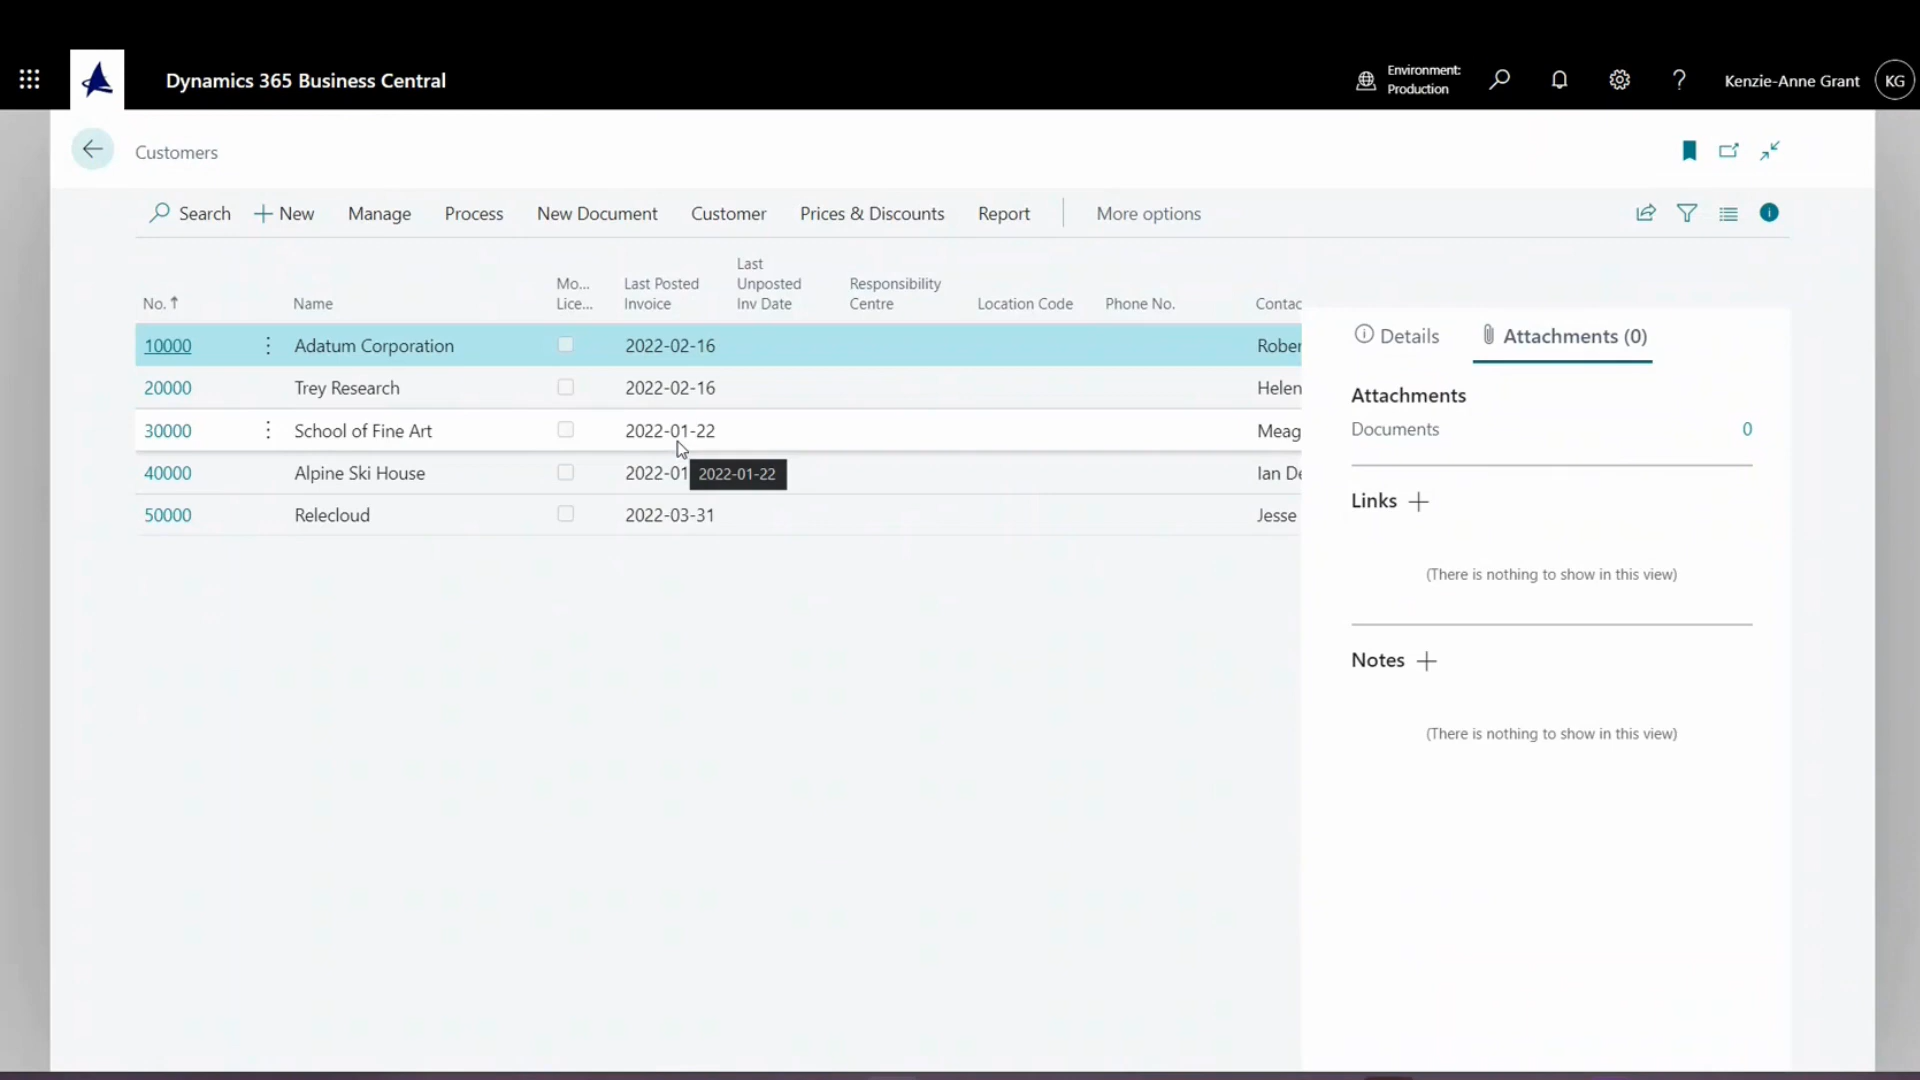 Dynamics 365 Business Central
Environment:
Production
Kenzie-Anne Grant
KG
Customers
Search
New
Manage
Process
New Document
Customer
Prices & Discounts
Report
More options
No.↑
Name
Mo...
Lice...
Last Posted
Invoice
Last
Unposted
Inv Date
Responsibility
Centre
Location Code
Phone No.
Contac
10000 Adatum Corporation 2022-02-16 Rober
20000 Trey Research 2022-02-16 Helen
30000 School of Fine Art 2022-01-22 Meag
40000 Alpine Ski House 2022-01 Ian De
2022-01-22
50000 Relecloud 2022-03-31 Jesse
Details
Attachments (0)
Attachments
Documents 0
Links
(There is nothing to show in this view)
Notes
(There is nothing to show in this view)